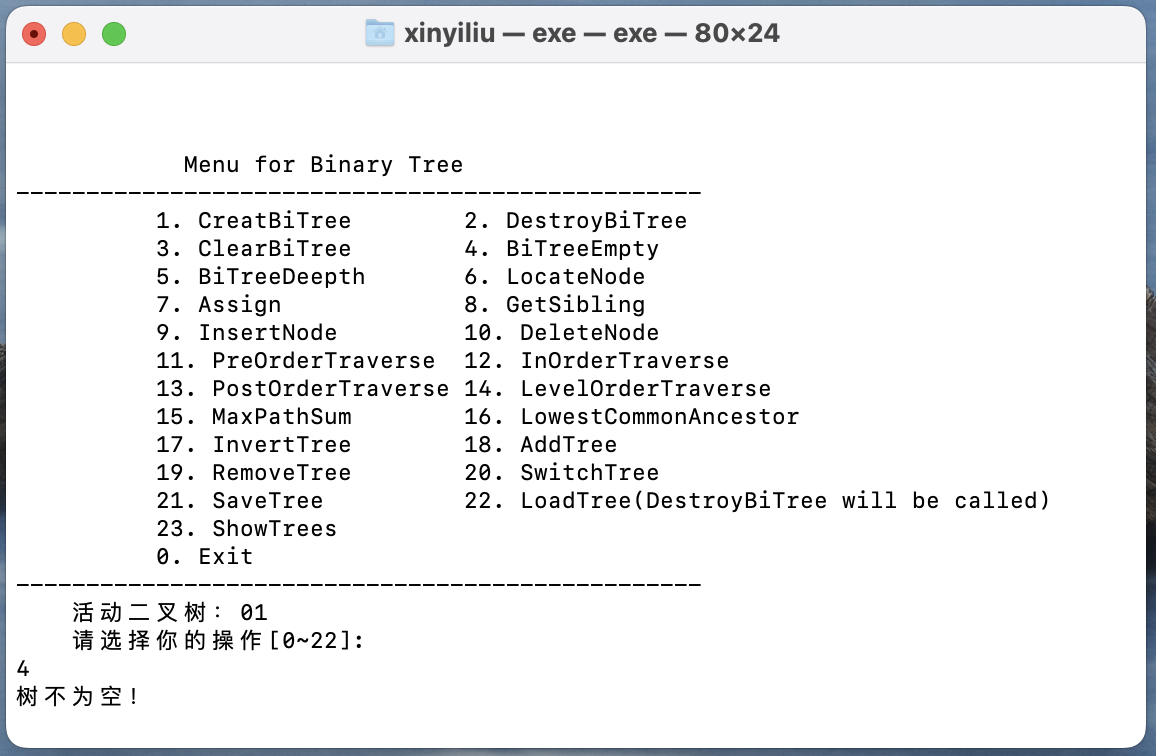 xinyiliu — exe — exe — 80×24
Menu for Binary Tree
-------------------------------------------------
1. CreatBiTree 2. DestroyBiTree
3. ClearBiTree 4. BiTreeEmpty
5. BiTreeDeepth 6. LocateNode
7. Assign 8. GetSibling
9. InsertNode 10. DeleteNode
11. PreOrderTraverse 12. InOrderTraverse
13. PostOrderTraverse 14. LevelOrderTraverse
15. MaxPathSum 16. LowestCommonAncestor
17. InvertTree 18. AddTree
19. RemoveTree 20. SwitchTree
21. SaveTree 22. LoadTree(DestroyBiTree will be called)
23. ShowTrees
0. Exit
-------------------------------------------------
活动二叉树：01
请选择你的操作[0~22]:
4
树不为空！